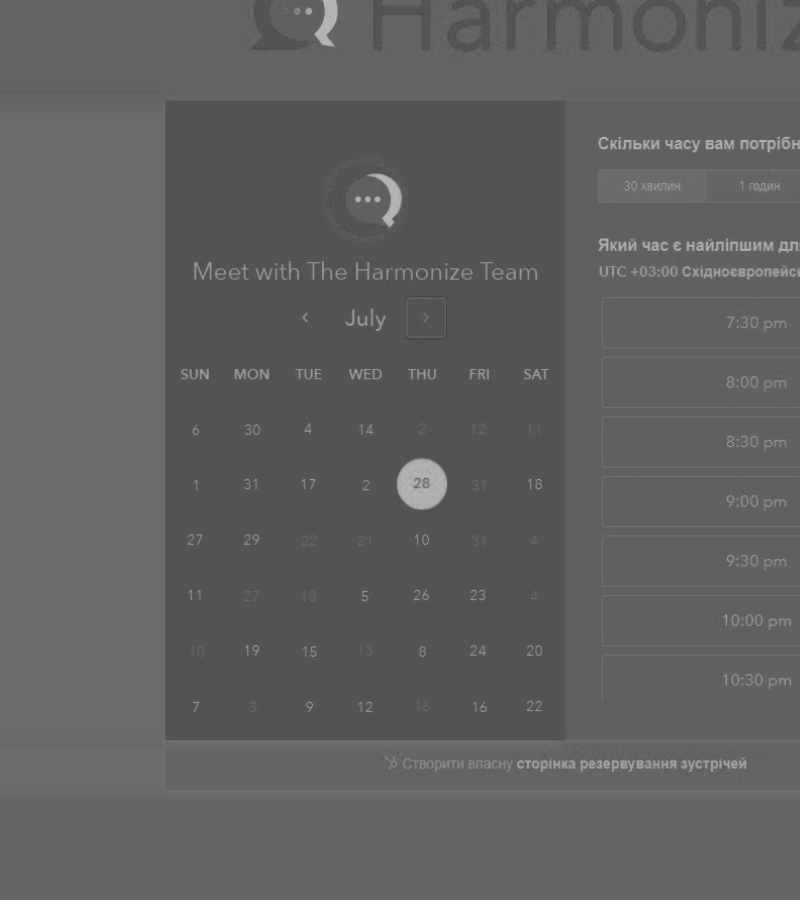 Harmoniz
Meet with The Harmonize Team
July
SUN MON TUE WED THU FRI SAT
6 30 4 14 2 12 11
1 31 17 2 28 31 18
27 29 22 21 10 31 4
11 27 18 5 26 23 4
10 19 15 13 8 24 20
7 3 9 12 16 16 22
Скільки часу вам потрібн
30 хвилин 1 годин
Який час є найліпшим для
UTC +03:00 Східноєвропейсь
7:30 pm
8:00 pm
8:30 pm
9:00 pm
9:30 pm
10:00 pm
10:30 pm
Створити власну сторінка резервування зустрічей